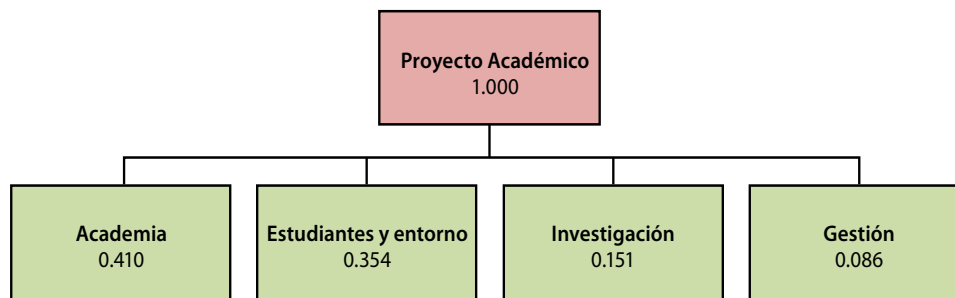 Proyecto Académico
1.000
Academia
0.410
Estudiantes y entorno
0.354
Investigación
0.151
Gestión
0.086